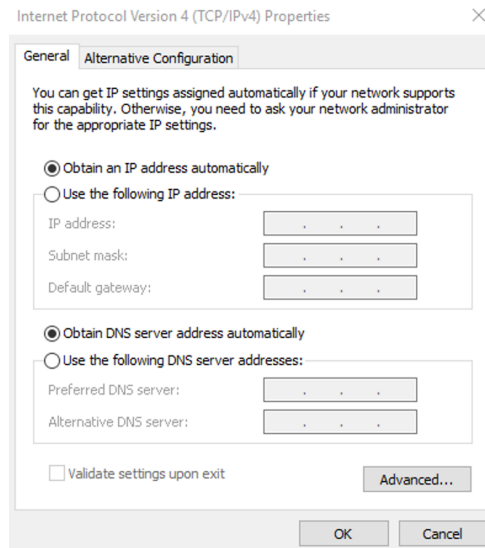 Internet Protocol Version 4 (TCP/IPv4) Properties
General
Alternative Configuration
You can get IP settings assigned automatically if your network supports
this capability. Otherwise, you need to ask your network administrator
for the appropriate IP settings.
Obtain an IP address automatically
Use the following IP address:
IP address:
. . .
Subnet mask:
. . .
Default gateway:
. . .
Obtain DNS server address automatically
Use the following DNS server addresses:
Preferred DNS server:
. . .
Alternative DNS server:
. . .
Validate settings upon exit
Advanced...
OK
Cancel